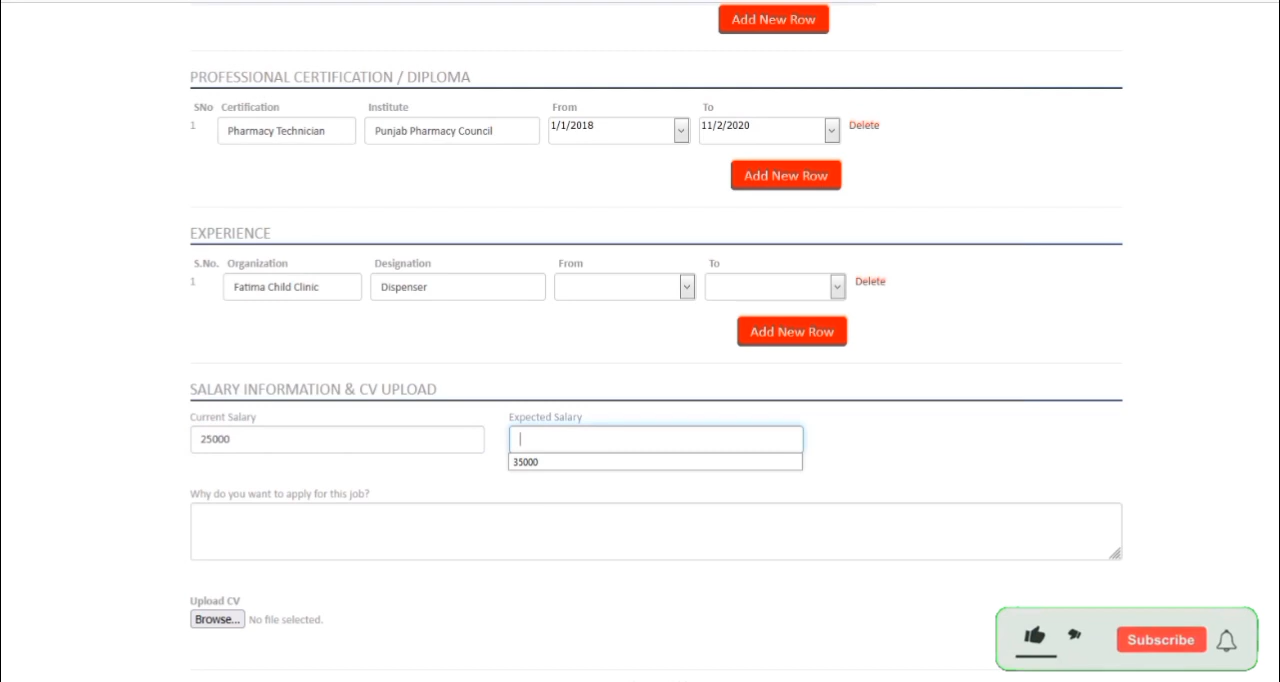 Add New Row
PROFESSIONAL CERTIFICATION / DIPLOMA
SNo Certification Institute From To
1 Pharmacy Technician Punjab Pharmacy Council 1/1/2018 11/2/2020 Delete
Add New Row
EXPERIENCE
S.No. Organization Designation From To
1 Fatima Child Clinic Dispenser Delete
Add New Row
SALARY INFORMATION & CV UPLOAD
Current Salary Expected Salary
25000
35000
Why do you want to apply for this job?
Upload CV
Browse... No file selected.
Subscribe